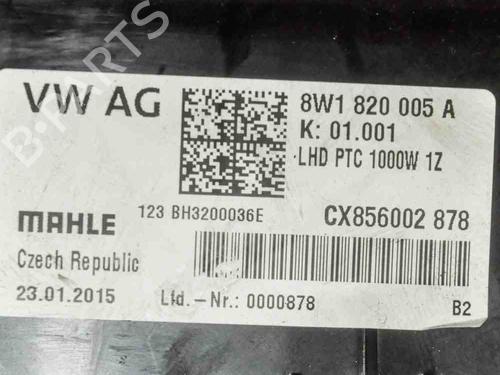 B-PARTS
VW AG
8W1 820 005 A
K: 01.001
LHD PTC 1000W 1Z
123 BH3200036E
CX856002 878
MAHLE
Czech Republic
23.01.2015
Lfd.-Nr.: 0000878
B2